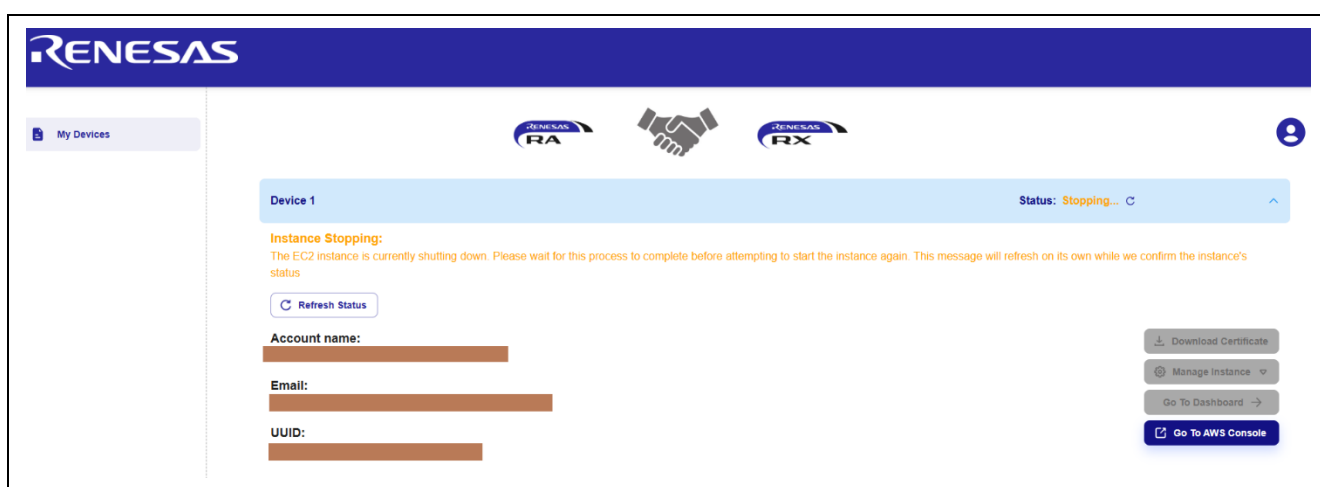 RENESAS
My Devices
RENESAS
RA
RENESAS
RX
Device 1
Status: Stopping...
Instance Stopping:
The EC2 instance is currently shutting down. Please wait for this process to complete before attempting to start the instance again. This message will refresh on its own while we confirm the instance's
status
Refresh Status
Account name:
Download Certificate
Manage Instance
Email:
Go To Dashboard
UUID:
Go To AWS Console